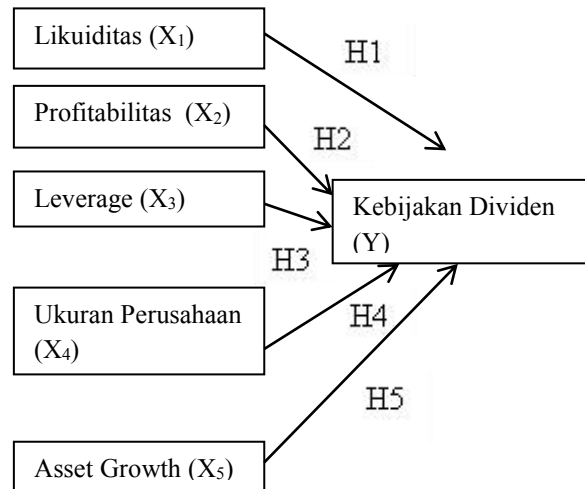 Likuiditas (X₁)
H1
Profitabilitas (X₂)
H2
Leverage (X₃)
Kebijakan Dividen
(Y)
H3
Ukuran Perusahaan
(X₄)
H4
H5
Asset Growth (X₅)